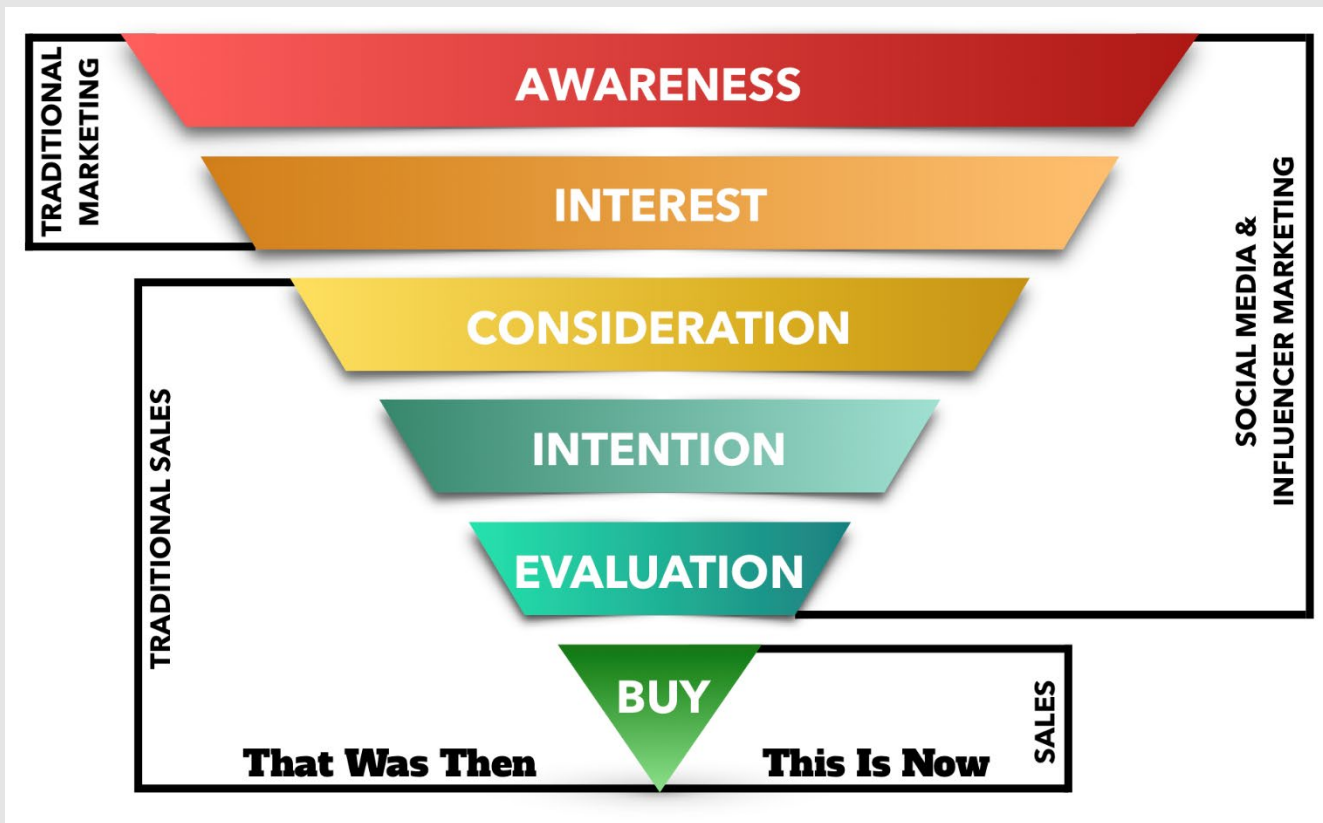 TRADITIONAL
MARKETING
AWARENESS
INTEREST
CONSIDERATION
INTENTION
EVALUATION
BUY
TRADITIONAL SALES
SOCIAL MEDIA &
INFLUENCER MARKETING
SALES
That Was Then
This Is Now